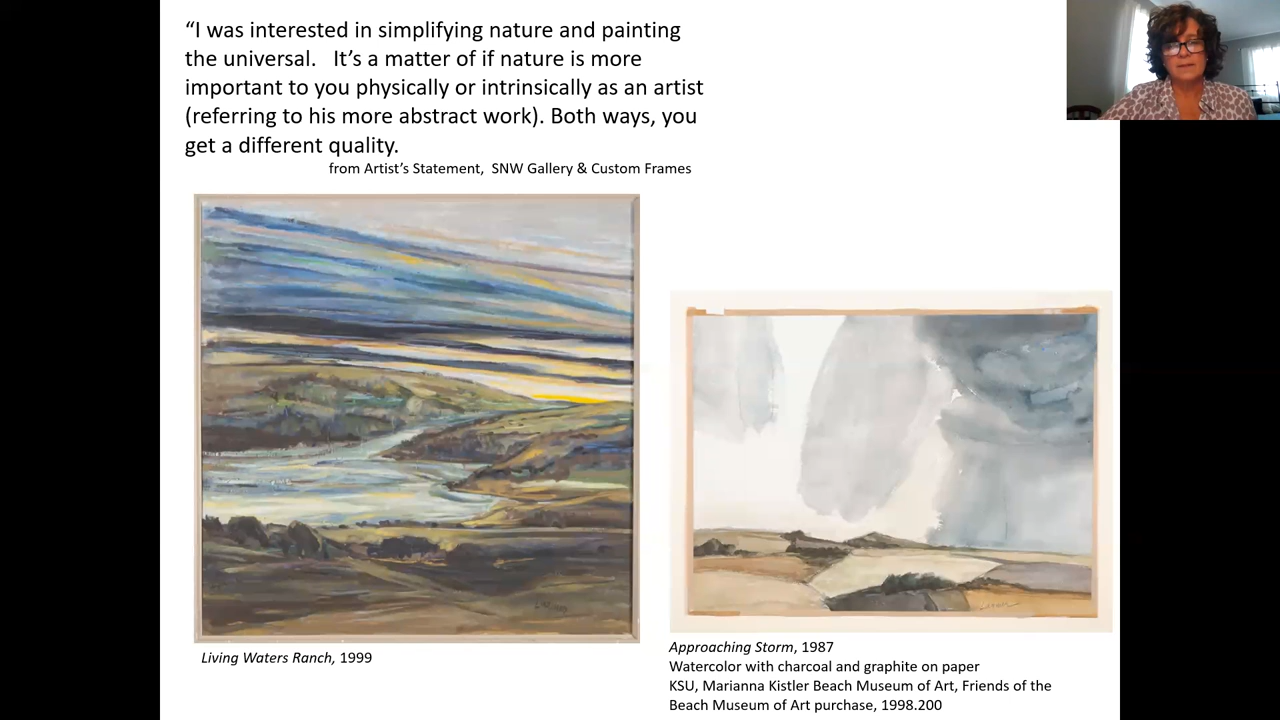 “I was interested in simplifying nature and painting
the universal.   It’s a matter of if nature is more
important to you physically or intrinsically as an artist
(referring to his more abstract work). Both ways, you
get a different quality.
from Artist’s Statement,  SNW Gallery & Custom Frames
Living Waters Ranch, 1999
Approaching Storm, 1987
Watercolor with charcoal and graphite on paper
KSU, Marianna Kistler Beach Museum of Art, Friends of the
Beach Museum of Art purchase, 1998.200